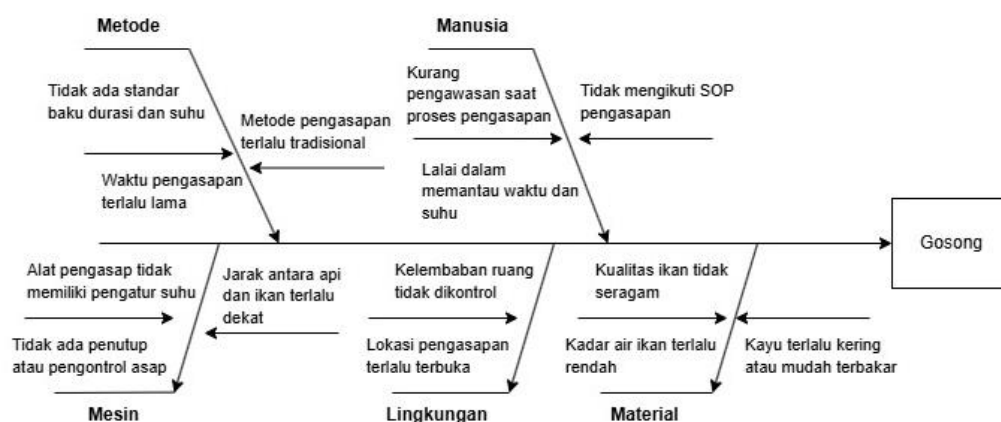 Metode
Manusia
Tidak ada standar
baku durasi dan suhu
Metode pengasapan
terlalu tradisional
Waktu pengasapan
terlalu lama
Kurang
pengawasan saat
proses pengasapan
Tidak mengikuti SOP
pengasapan
Lalai dalam
memantau waktu dan
suhu
Gosong
Alat pengasap tidak
memiliki pengatur suhu
Jarak antara api
dan ikan terlalu
dekat
Tidak ada penutup
atau pengontrol asap
Kelembaban ruang
tidak dikontrol
Lokasi pengasapan
terlalu terbuka
Kualitas ikan tidak
seragam
Kadar air ikan terlalu
rendah
Kayu terlalu kering
atau mudah terbakar
Mesin
Lingkungan
Material